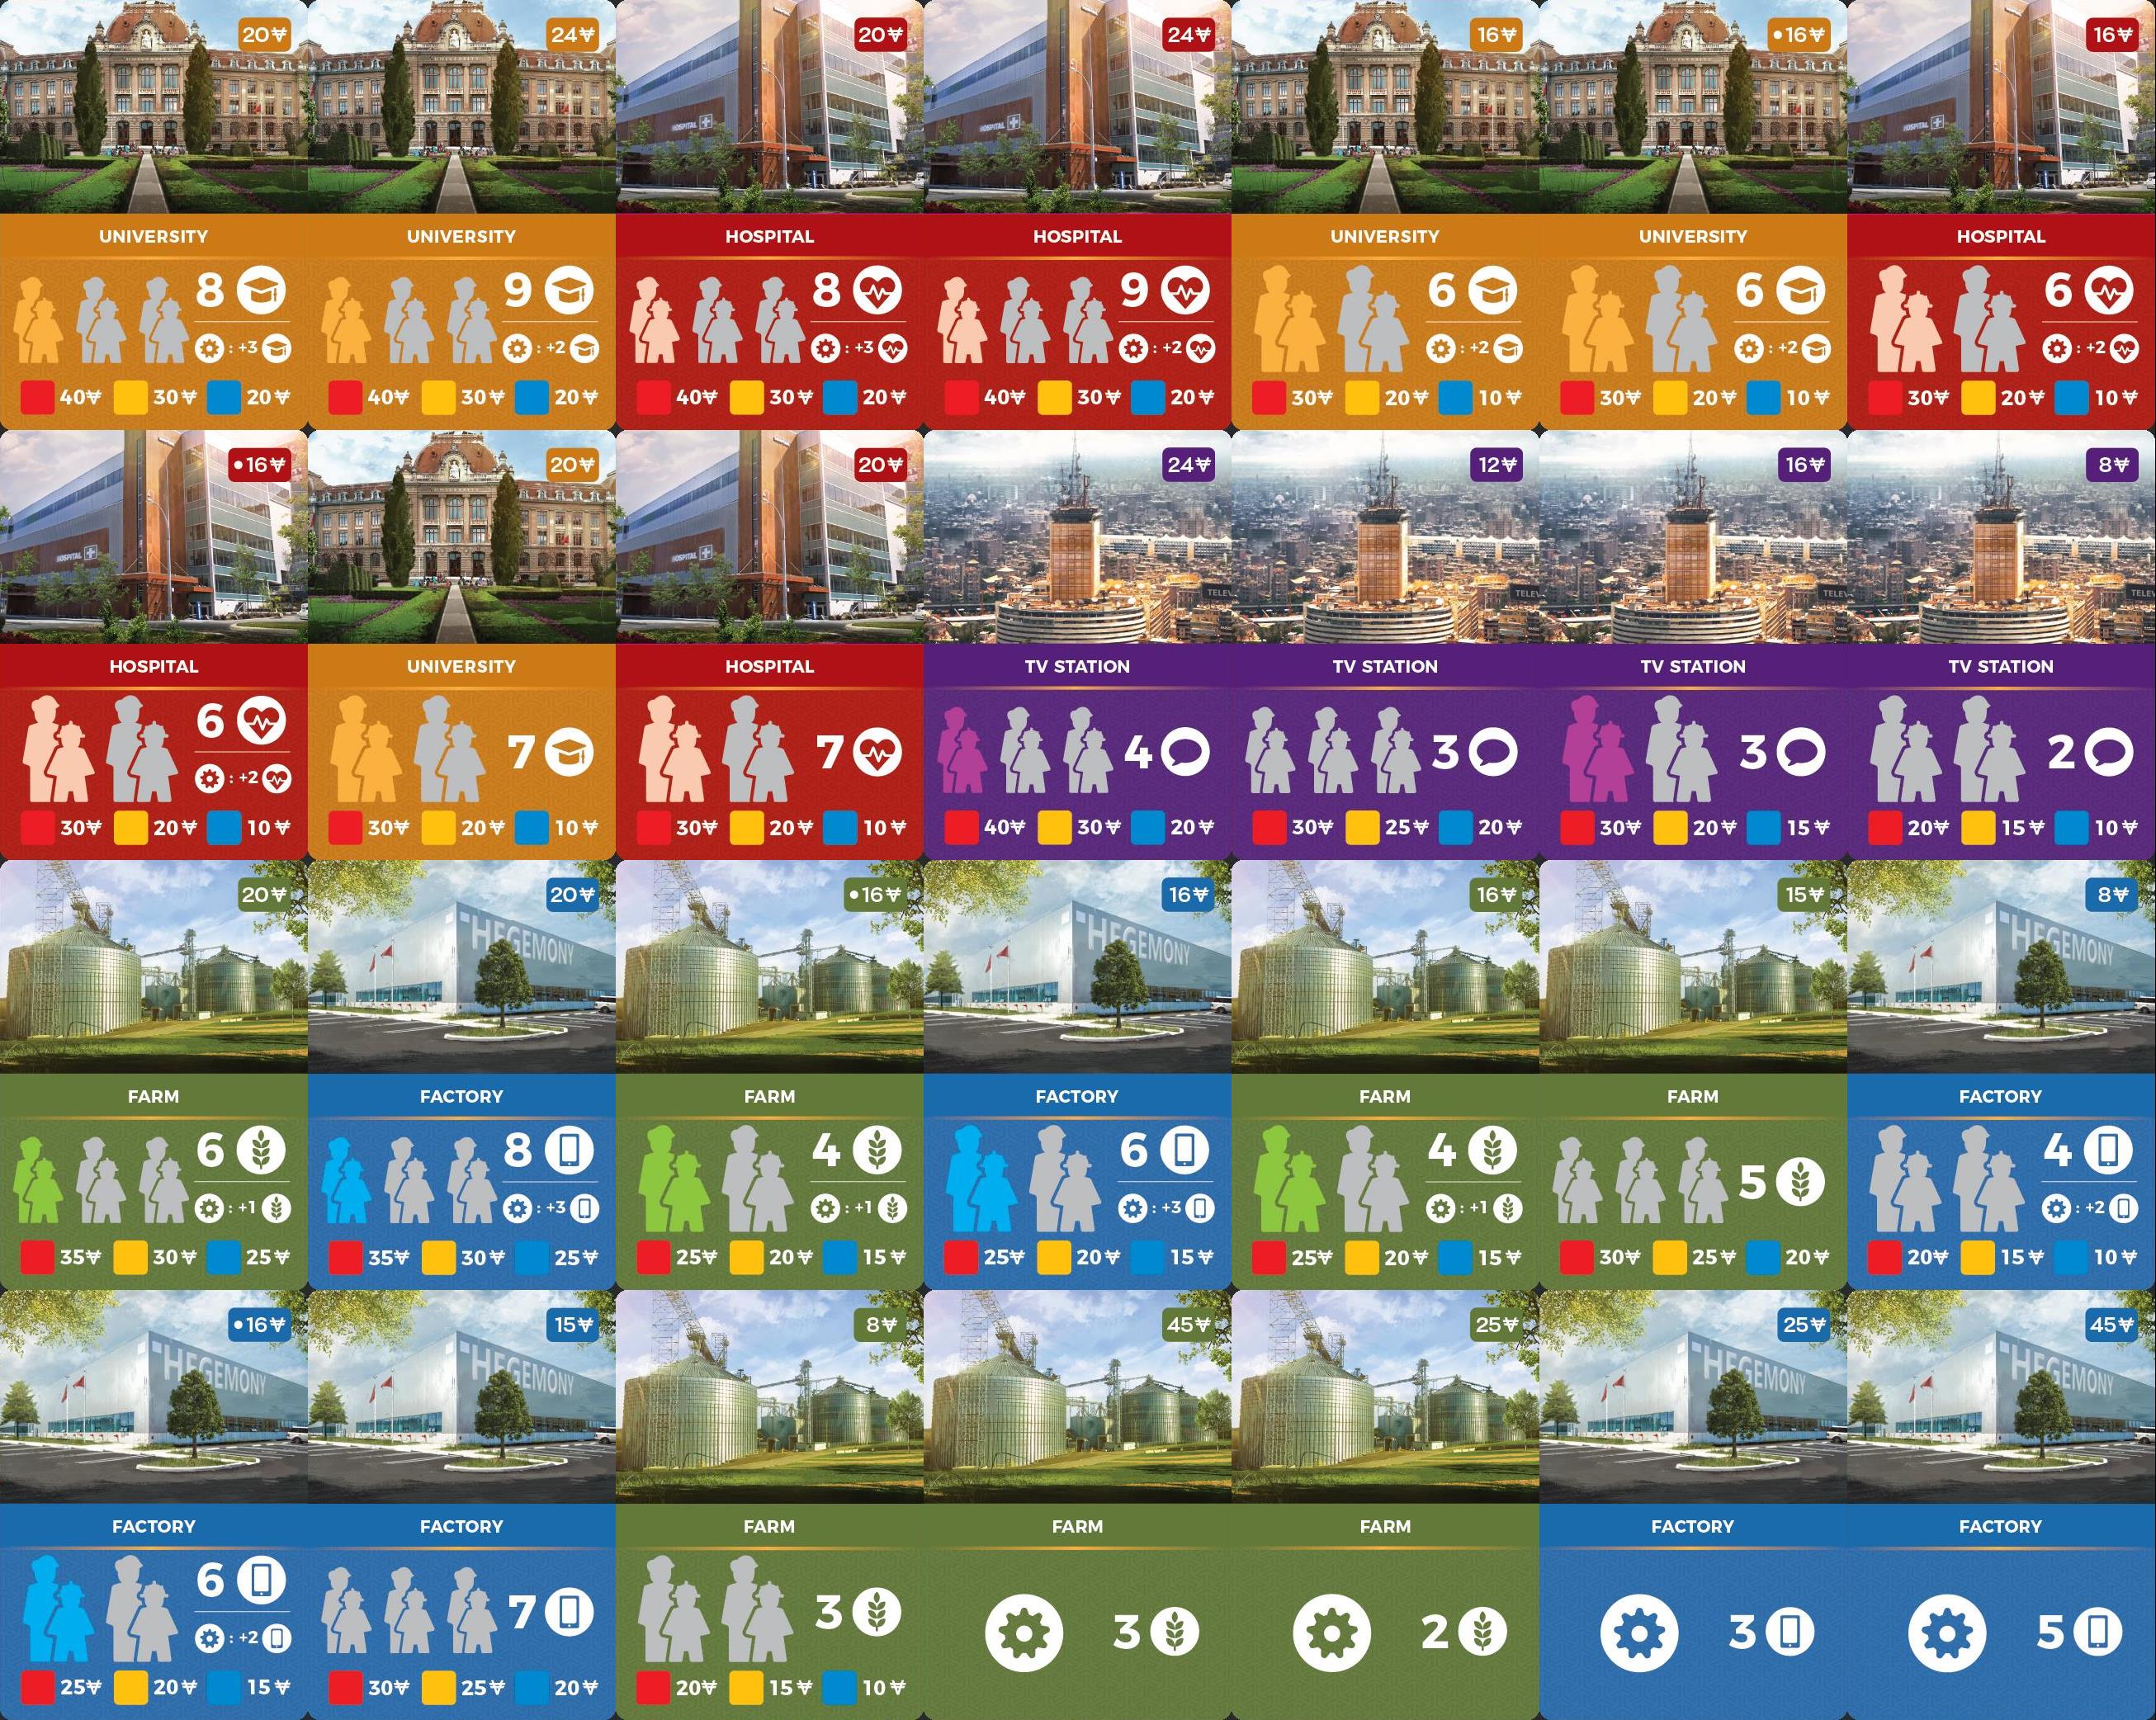 20₩
UNIVERSITY
8
: +3
40₩ 30₩ 20₩
24₩
UNIVERSITY
9
: +2
40₩ 30₩ 20₩
20₩
HOSPITAL
HOSPITAL
8
: +3
40₩ 30₩ 20₩
24₩
HOSPITAL
HOSPITAL
9
: +2
40₩ 30₩ 20₩
16₩
UNIVERSITY
6
: +2
30₩ 20₩ 10₩
•16₩
UNIVERSITY
6
: +2
30₩ 20₩ 10₩
16₩
HOSPITAL
HOSPITAL
6
: +2
30₩ 20₩ 10₩
•16₩
HOSPITAL
HOSPITAL
6
: +2
30₩ 20₩ 10₩
20₩
UNIVERSITY
7
30₩ 20₩ 10₩
20₩
HOSPITAL
HOSPITAL
7
30₩ 20₩ 10₩
24₩
TELEV
TV STATION
4
40₩ 30₩ 20₩
12₩
TELEV
TV STATION
3
30₩ 25₩ 20₩
16₩
TELEV
TV STATION
3
30₩ 20₩ 15₩
8₩
TELEV
TV STATION
2
20₩ 15₩ 10₩
20₩
FARM
6
: +1
35₩ 30₩ 25₩
20₩
HEGEMONY
FACTORY
8
: +3
35₩ 30₩ 25₩
•16₩
FARM
4
: +1
25₩ 20₩ 15₩
16₩
HEGEMONY
FACTORY
6
: +3
25₩ 20₩ 15₩
16₩
FARM
4
: +1
25₩ 20₩ 15₩
15₩
FARM
5
30₩ 25₩ 20₩
8₩
HEGEMONY
FACTORY
4
: +2
20₩ 15₩ 10₩
•16₩
HEGEMONY
FACTORY
6
: +2
25₩ 20₩ 15₩
15₩
HEGEMONY
FACTORY
7
30₩ 25₩ 20₩
8₩
FARM
3
20₩ 15₩ 10₩
45₩
FARM
3
25₩
FARM
2
25₩
HEGEMONY
FACTORY
3
45₩
HEGEMONY
FACTORY
5